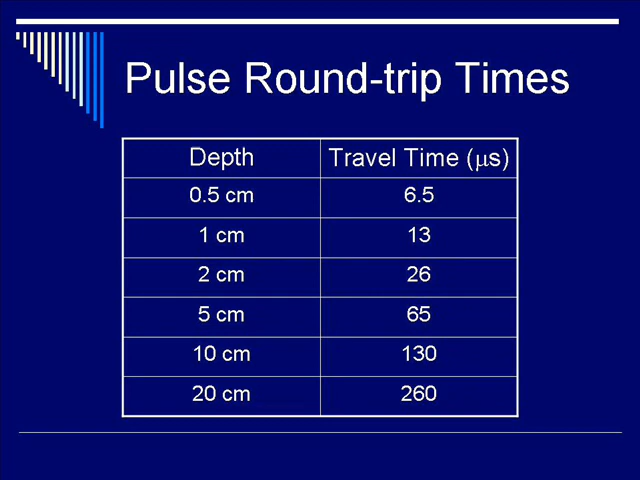 Pulse Round-trip Times
Depth Travel Time (μs)
0.5 cm 6.5
1 cm 13
2 cm 26
5 cm 65
10 cm 130
20 cm 260